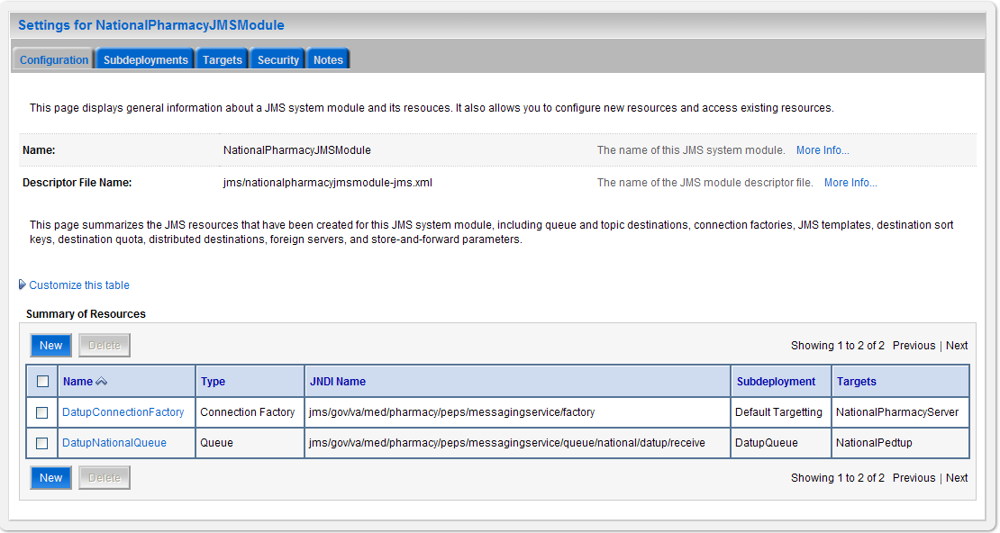 Settings for NationalPharmacyJMSModule
Configuration Subdeployments Targets Security Notes
This page displays general information about a JMS system module and its resouces. It also allows you to configure new resources and access existing resources.
Name: NationalPharmacyJMSModule The name of this JMS system module. More Info...
Descriptor File Name: jms/nationalpharmacyjmsmodule-jms.xml The name of the JMS module descriptor file. More Info...
This page summarizes the JMS resources that have been created for this JMS system module, including queue and topic destinations, connection factories, JMS templates, destination sort
keys, destination quota, distributed destinations, foreign servers, and store-and-forward parameters.
Customize this table
Summary of Resources
New Delete Showing 1 to 2 of 2 Previous | Next
Name Type JNDI Name Subdeployment Targets
DatupConnectionFactory Connection Factory jms/gov/va/med/pharmacy/peps/messagingservice/factory Default Targetting NationalPharmacyServer
DatupNationalQueue Queue jms/gov/va/med/pharmacy/peps/messagingservice/queue/national/datup/receive DatupQueue NationalPedtup
New Delete Showing 1 to 2 of 2 Previous | Next